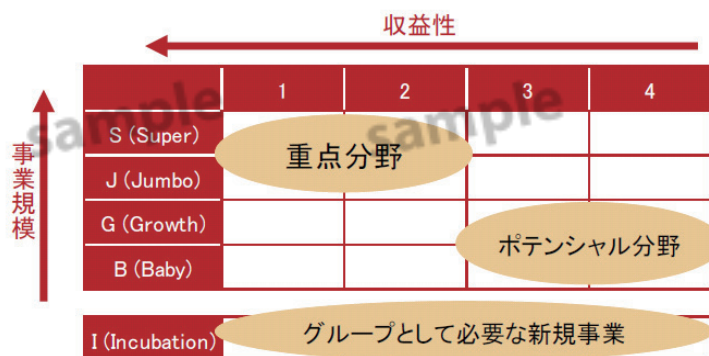 収益性
1 2 3 4
事業規模
S (Super)
重点分野
J (Jumbo)
G (Growth)
ポテンシャル分野
B (Baby)
I (Incubation)
グループとして必要な新規事業
sample
sample